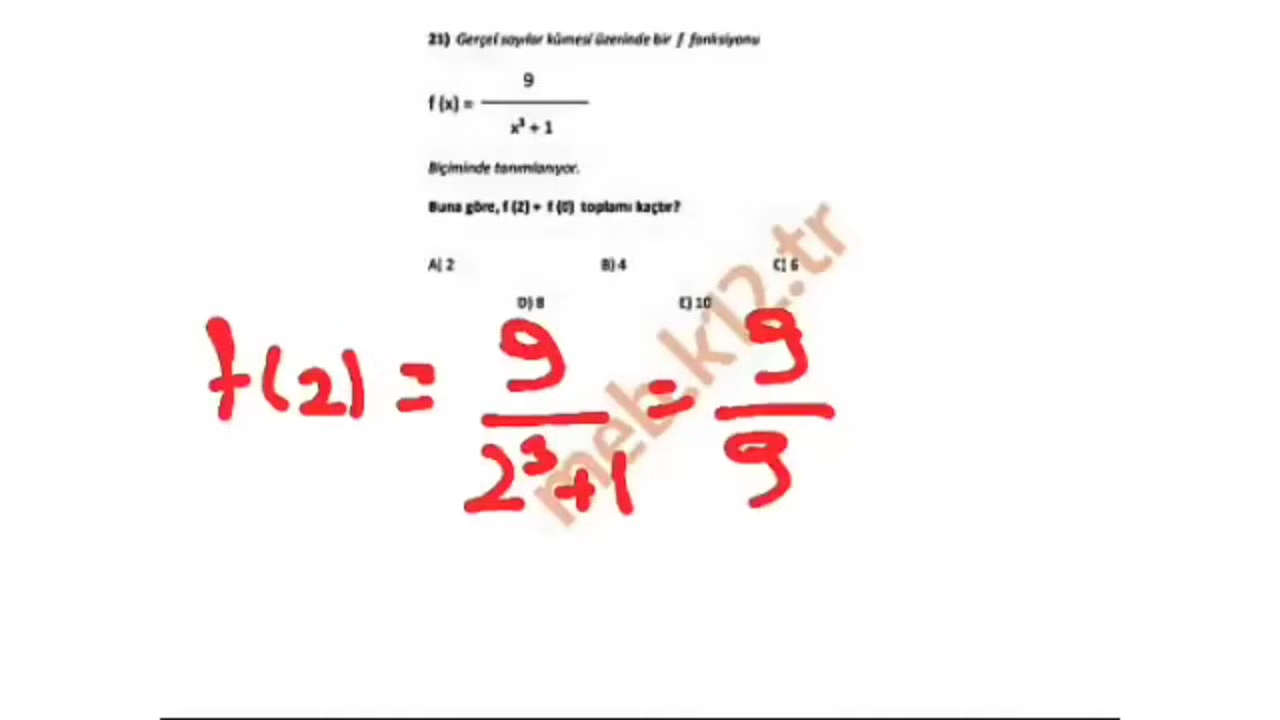 21) Gerçel sayılar kümesi üzerinde bir f fonksiyonu
f (x) = 9 / x³ + 1
Biçiminde tanımlanıyor.
Buna göre, f (2) + f (0) toplamı kaçtır?
A) 2 B) 4 C) 6
D) 8 E) 10
f(2) = 9 / 2³+1 = 9 / 9
meb.k12.tr